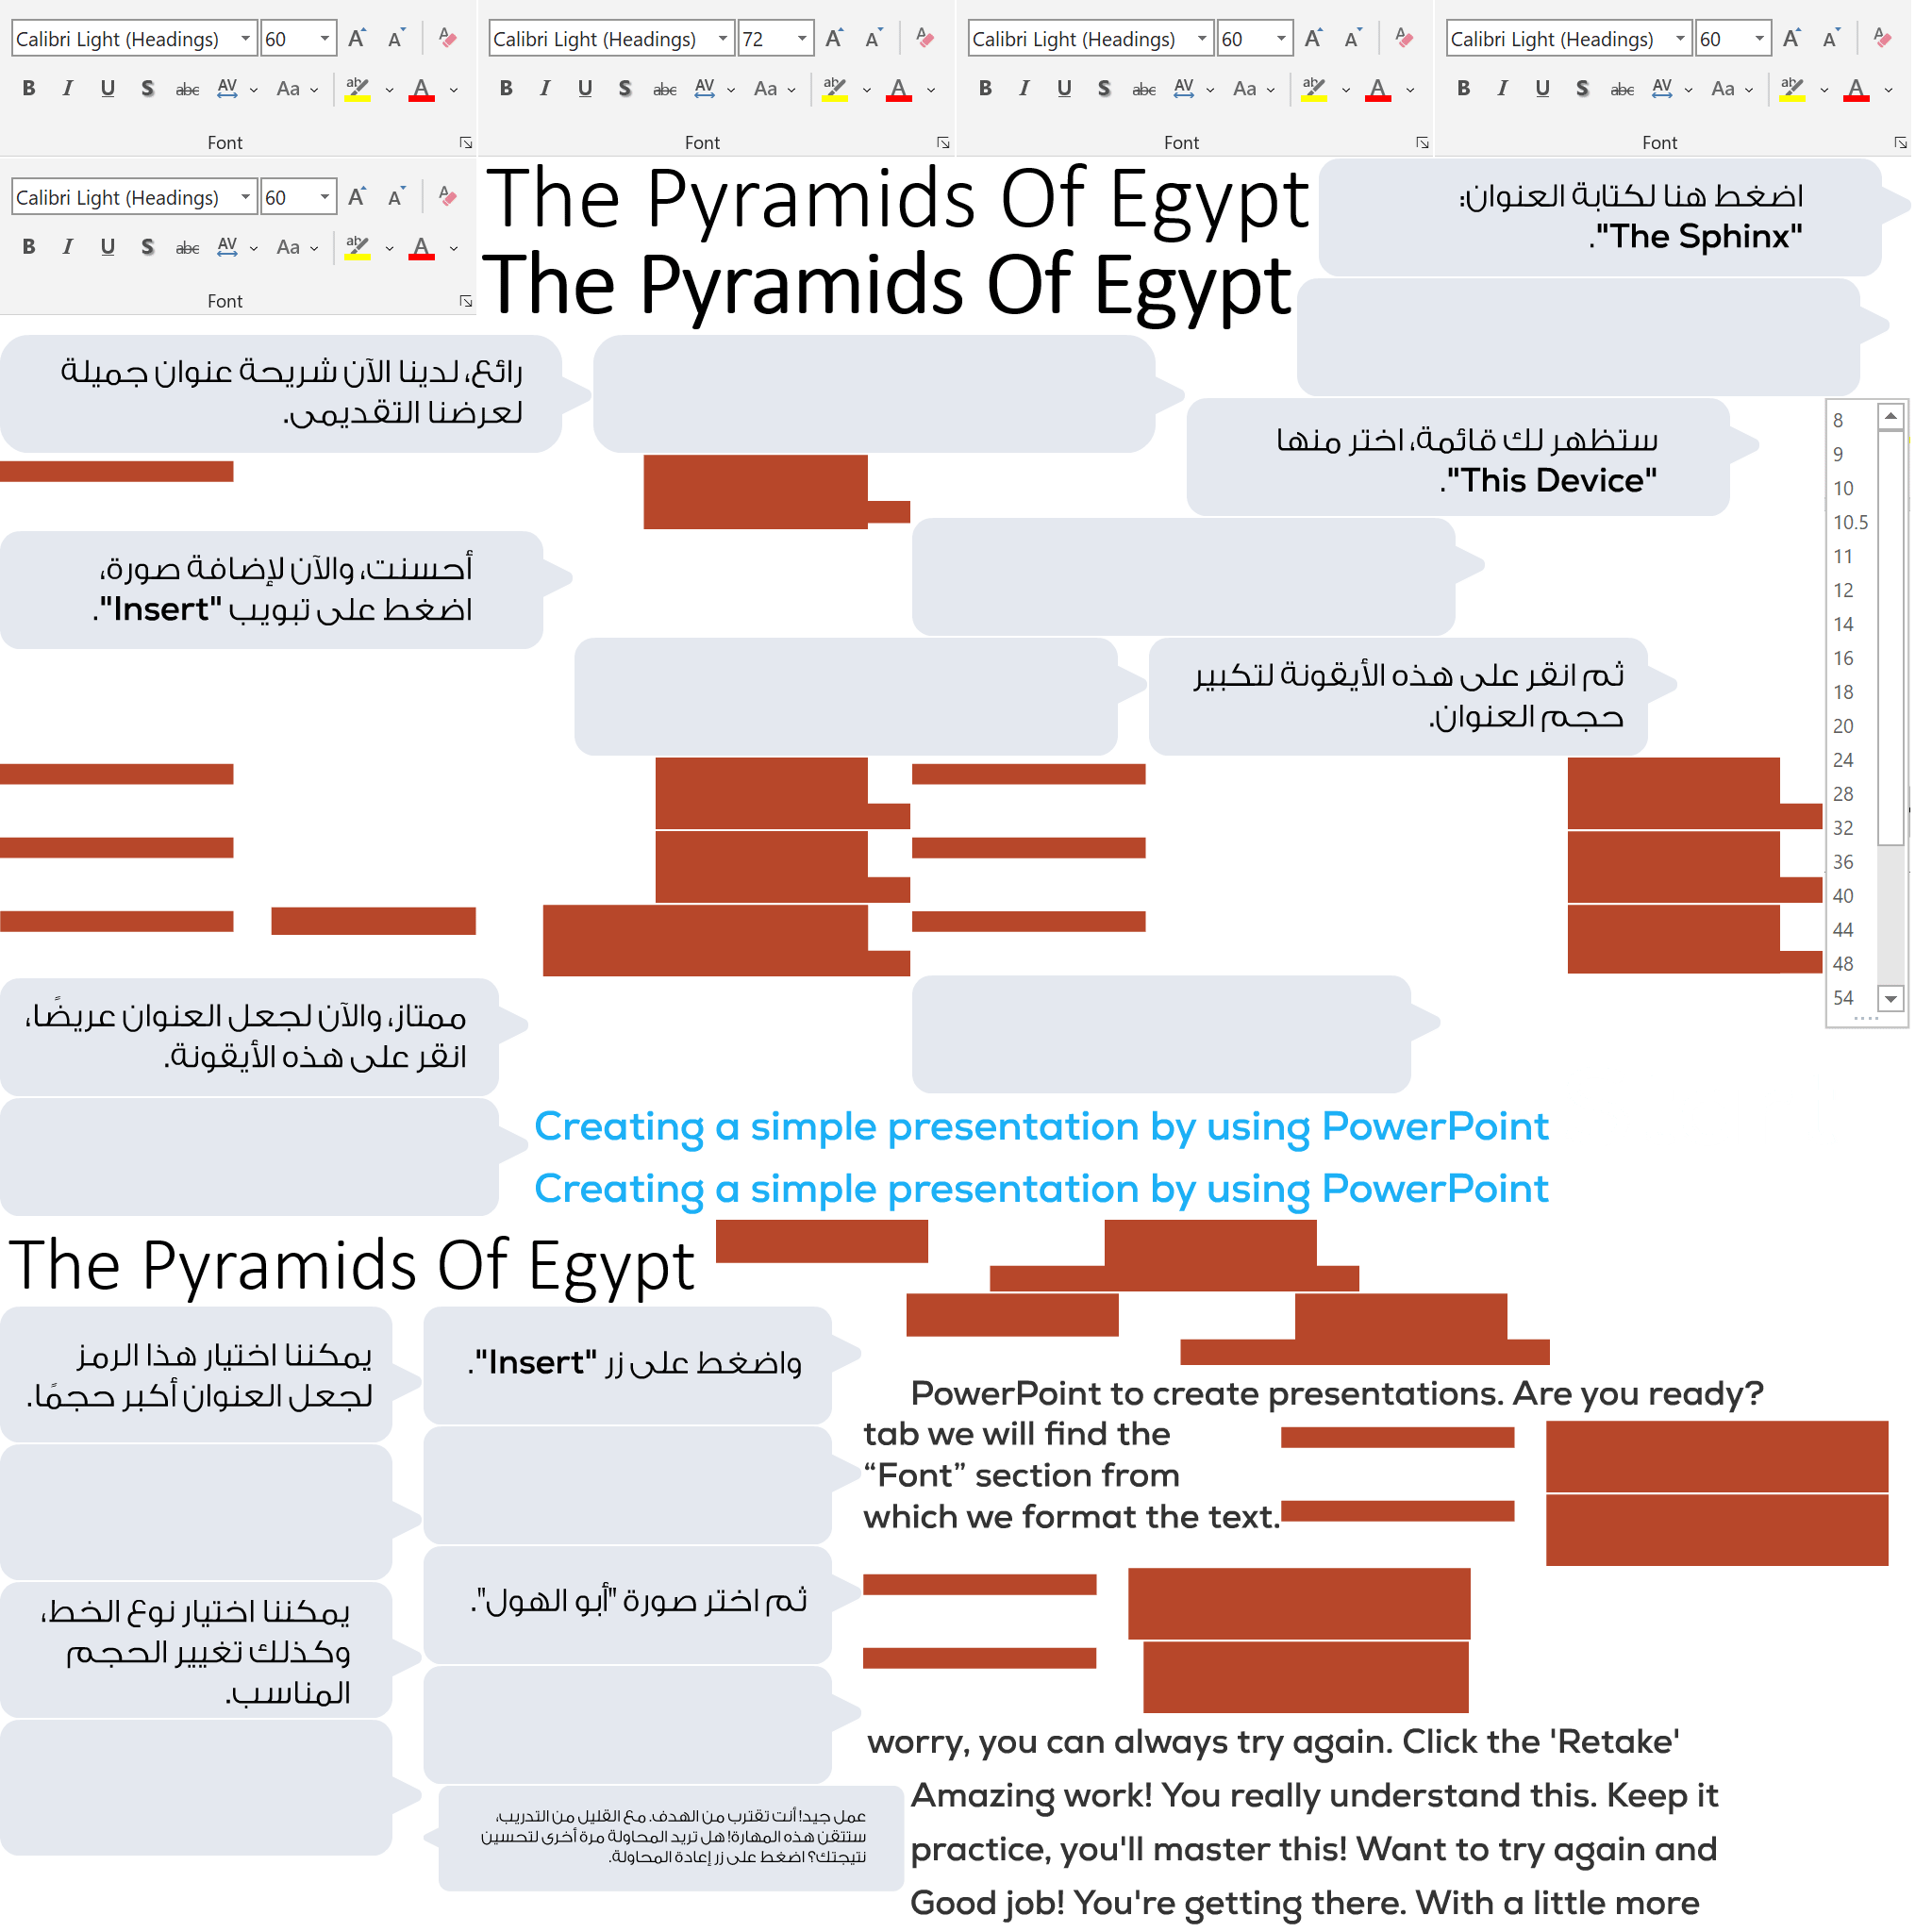 Calibri Light (Headings) 60
B I U S abc AV Aa A
Font
Calibri Light (Headings) 72
B I U S abc AV Aa A
Font
Calibri Light (Headings) 60
B I U S abc AV Aa A
Font
Calibri Light (Headings) 60
B I U S abc AV Aa A
Font
Calibri Light (Headings) 60
B I U S abc AV Aa A
Font
The Pyramids Of Egypt
The Pyramids Of Egypt
اضغط هنا لكتابة العنوان:
"The Sphinx".
رائع، لدينا الآن شريحة عنوان جميلة
لعرضنا التقديمي.
ستظهر لك قائمة، اختر منها
"This Device".
8
9
10
10.5
11
12
14
16
18
20
24
28
32
36
40
44
48
54
أحسنت، والآن لإضافة صورة،
اضغط على تبويب "Insert".
ثم انقر على هذه الأيقونة لتكبير
حجم العنوان.
ممتاز، والآن لجعل العنوان عريضًا،
انقر على هذه الأيقونة.
Creating a simple presentation by using PowerPoint
Creating a simple presentation by using PowerPoint
The Pyramids Of Egypt
يمكننا اختيار هذا الرمز
لجعل العنوان أكبر حجمًا.
واضغط على زر "Insert".
PowerPoint to create presentations. Are you ready?
tab we will find the
“Font” section from
which we format the text.
يمكننا اختيار نوع الخط،
وكذلك تغيير الحجم
المناسب.
ثم اختر صورة "أبو الهول".
worry, you can always try again. Click the 'Retake'
Amazing work! You really understand this. Keep it
practice, you'll master this! Want to try again and
Good job! You're getting there. With a little more
عمل جيد! أنت تقترب من الهدف. مع القليل من التدريب،
ستتقن هذه المهارة! هل تريد المحاولة مرة أخرى لتحسين
نتيجتك؟ اضغط على زر إعادة المحاولة.